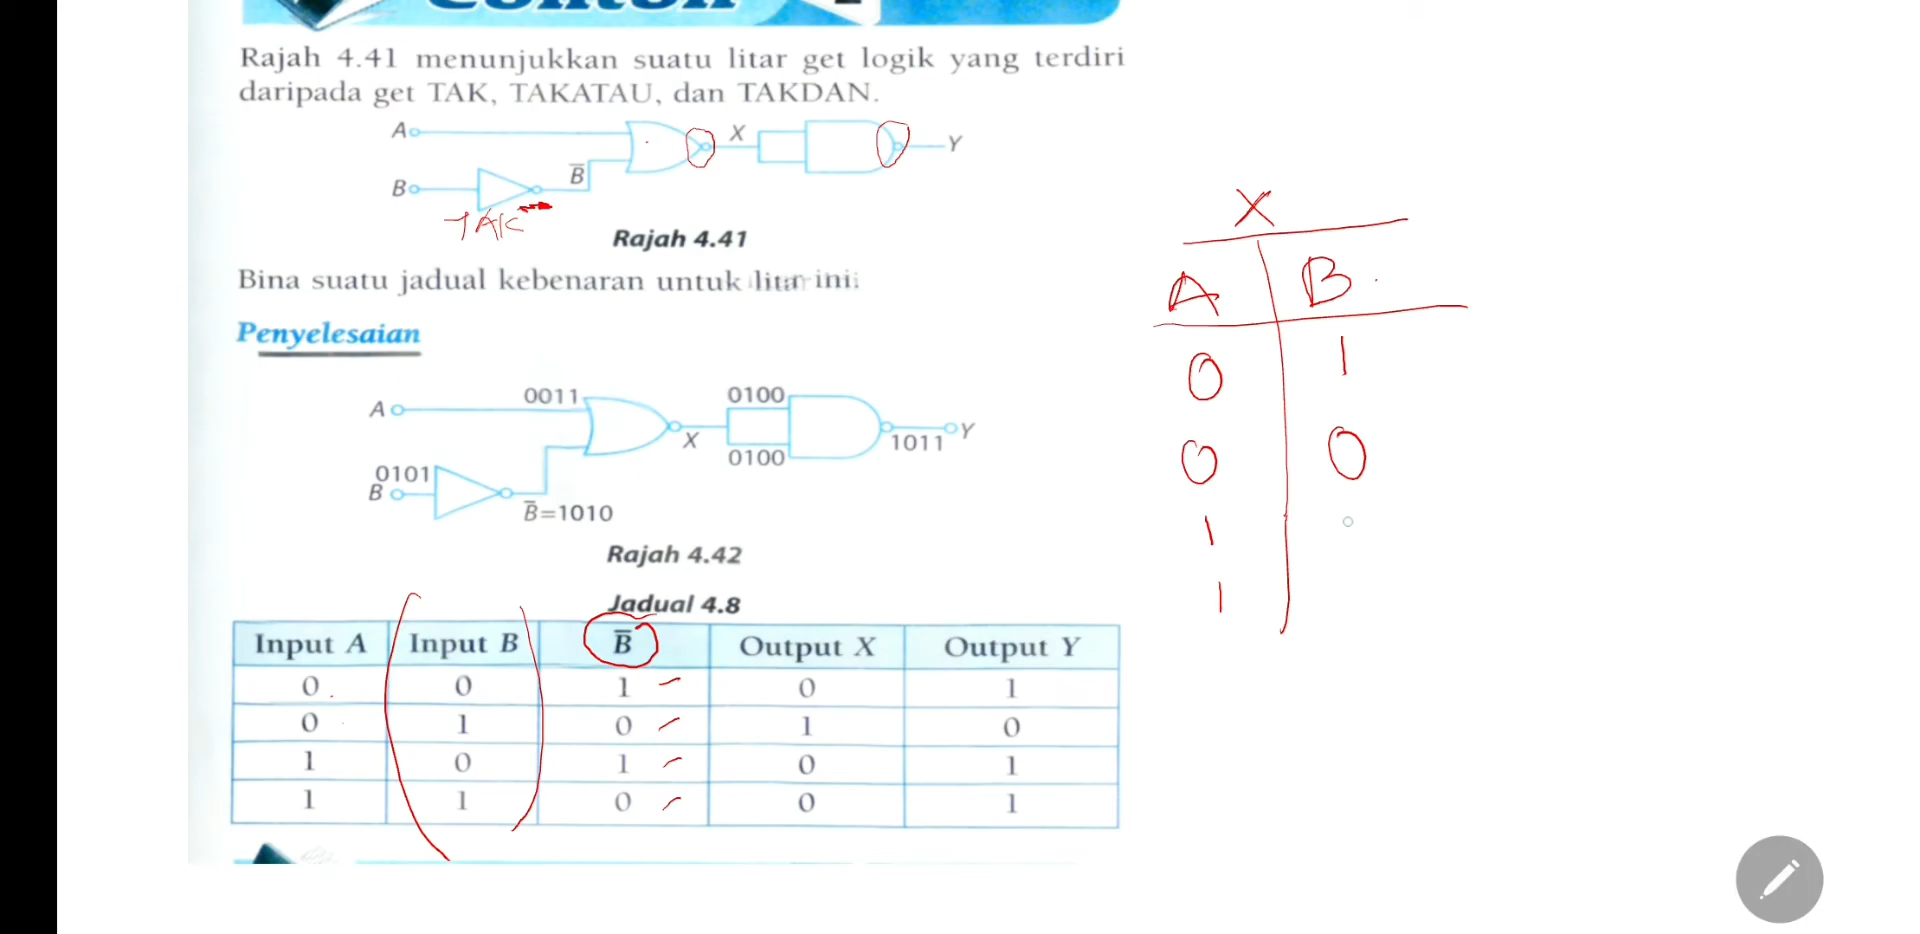 Contoh
Rajah 4.41 menunjukkan suatu litar get logik yang terdiri
daripada get TAK, TAKATAU, dan TAKDAN.
A
X
Y
B̅
B
TAK
Rajah 4.41
Bina suatu jadual kebenaran untuk litar ini.
Penyelesaian
A
0011
0100
0100
X
1011
Y
0101
B
B̅=1010
Rajah 4.42
Jadual 4.8
Input A Input B B̅ Output X Output Y
0 0 1 0 1
0 1 0 1 0
1 0 1 0 1
1 1 0 0 1
X
A B
0 1
0 0
1
1